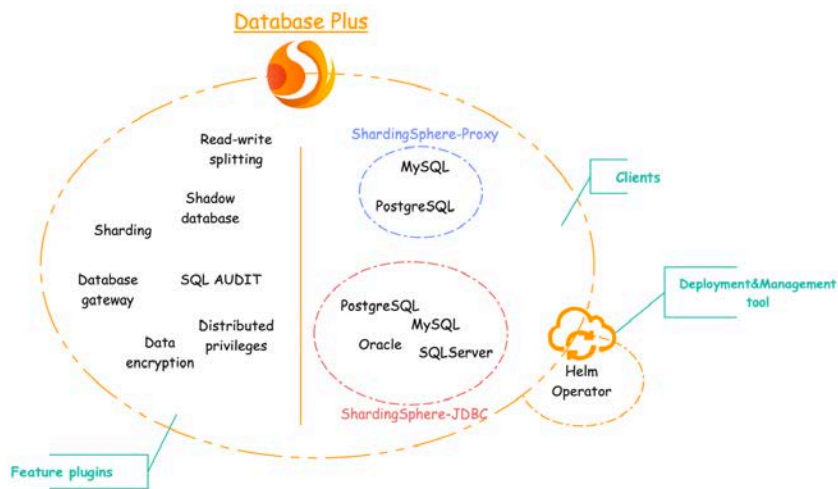 Database Plus
Read-write
splitting
Shadow
database
Sharding
Database
gateway
SQL AUDIT
Distributed
privileges
Data
encryption
Feature plugins
ShardingSphere-Proxy
MySQL
PostgreSQL
PostgreSQL
MySQL
Oracle
SQLServer
ShardingSphere-JDBC
Clients
Deployment&Management
tool
Helm
Operator